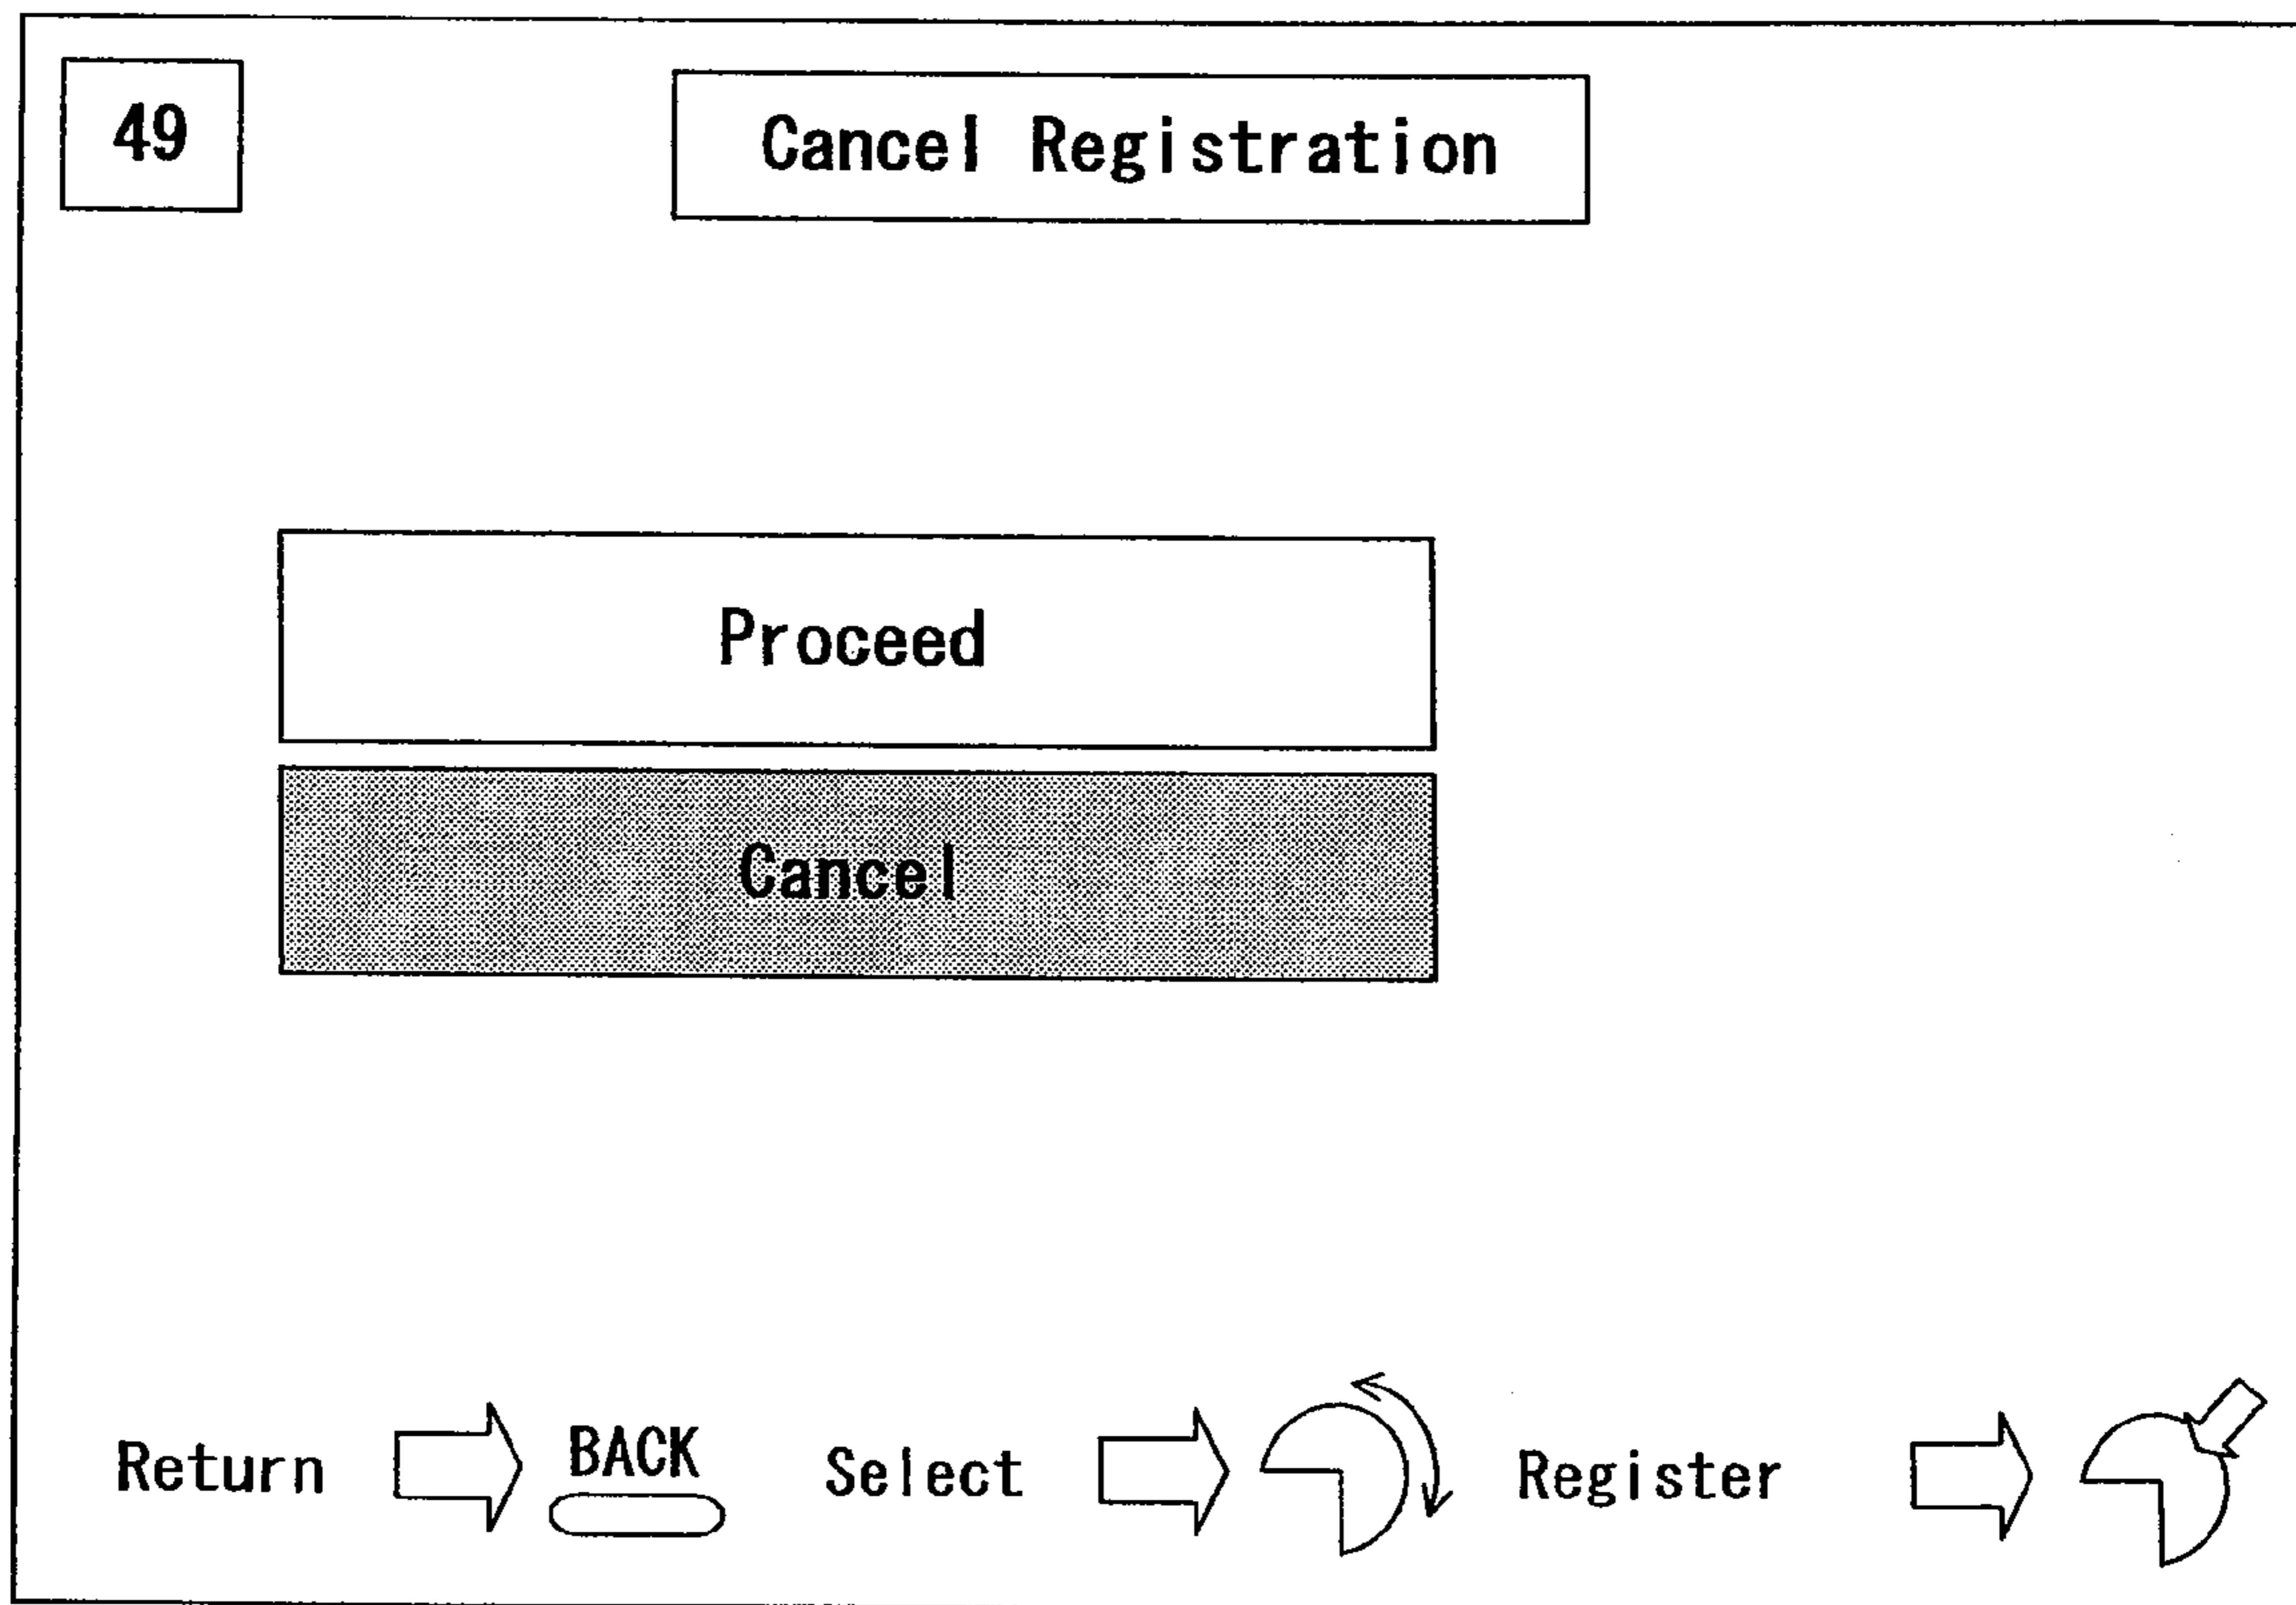 49
Cancel Registration
Proceed
Cancel
Return BACK Select Register